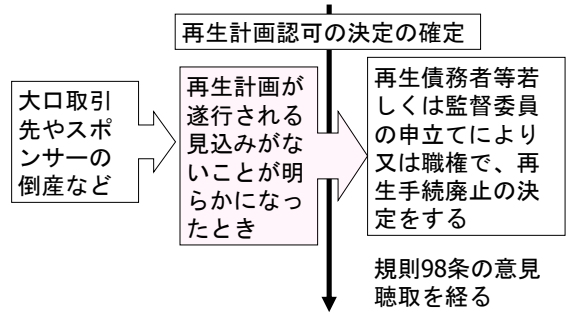 再生計画認可の決定の確定
大口取引
先やスポ
ンサーの
倒産など
再生計画が
遂行される
見込みがな
いことが明
らかになっ
たとき
再生債務者等若
しくは監督委員
の申立てにより
又は職権で、再
生手続廃止の決
定をする
規則98条の意見
聴取を経る